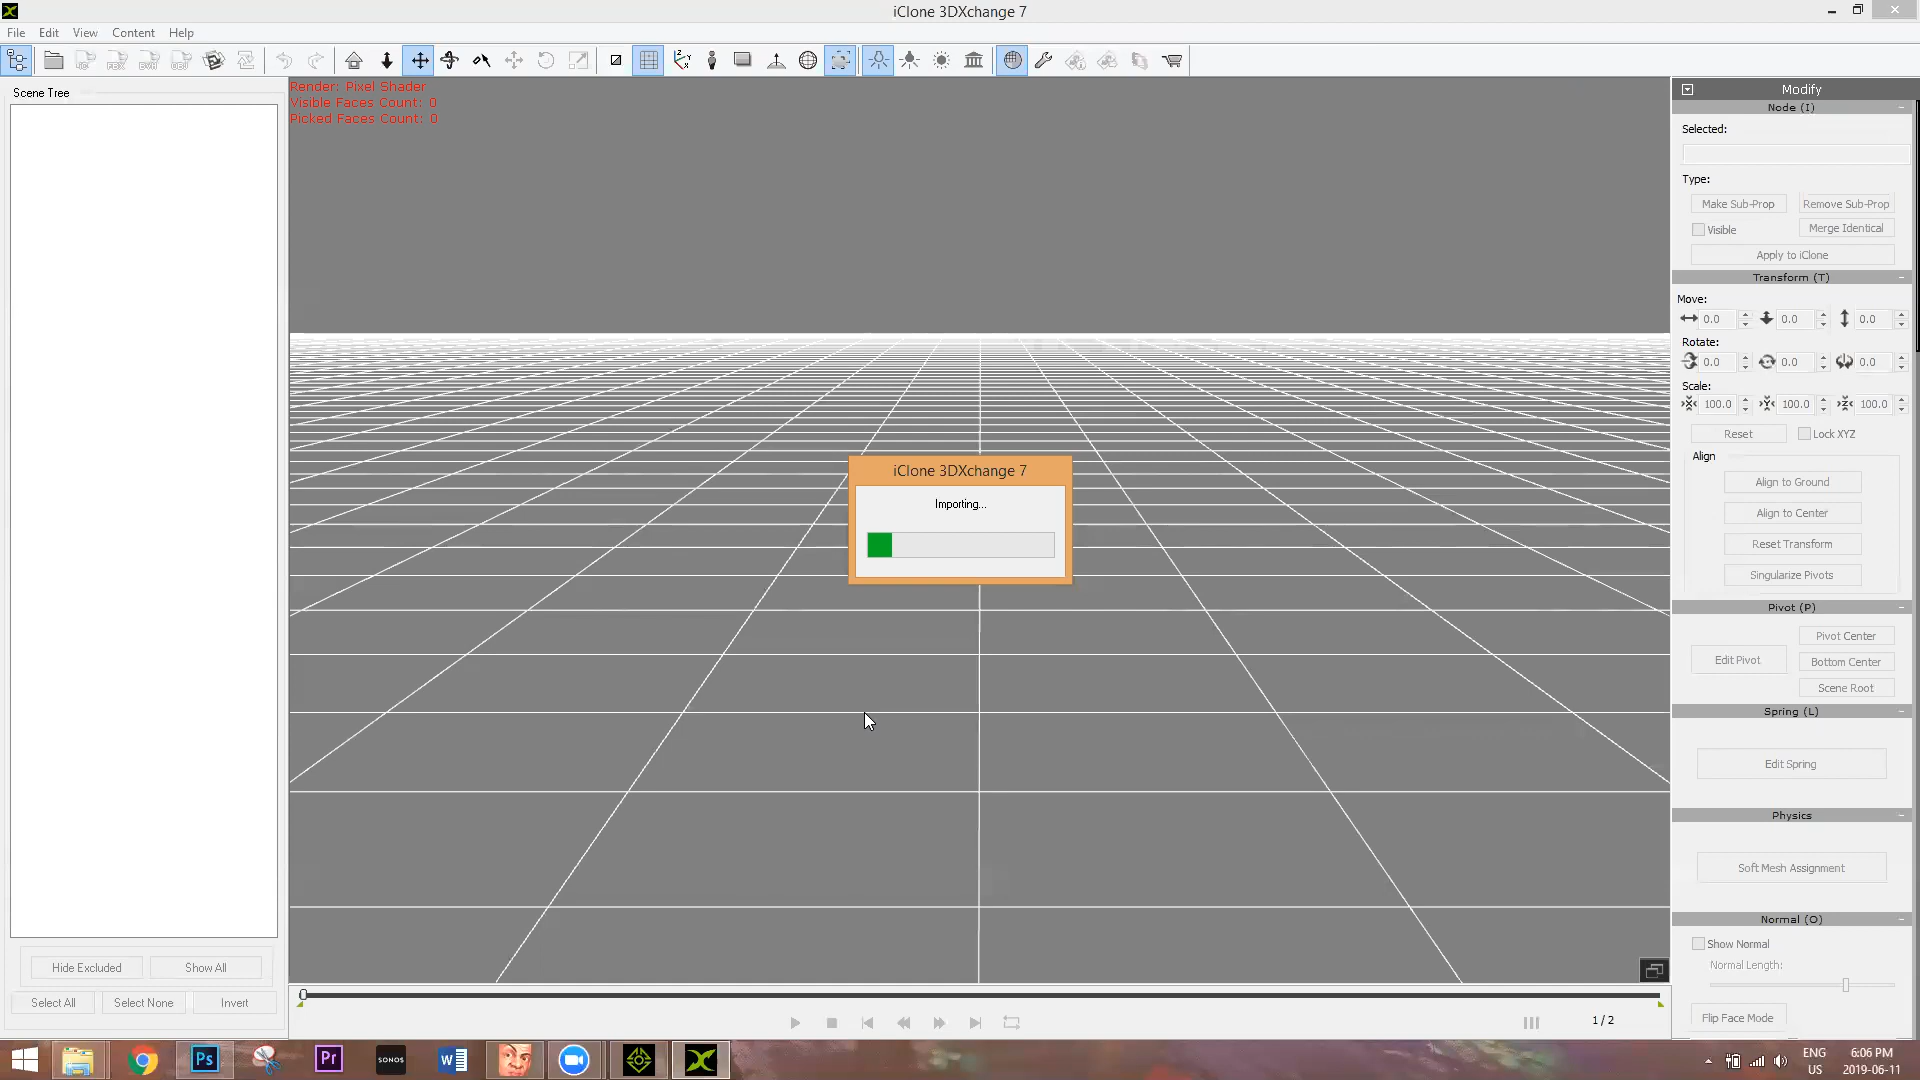 iClone 3DXchange 7
File Edit View Content Help
Scene Tree
Render: Pixel Shader
Visible Faces Count: 0
Picked Faces Count: 0
Modify
Node (I)
Selected:
Type:
Make Sub-Prop Remove Sub-Prop
Visible Merge Identical
Apply to iClone
Transform (T)
Move:
0.0 0.0 0.0
Rotate:
0.0 0.0 0.0
Scale:
100.0 100.0 100.0
Reset Lock XYZ
Align
Align to Ground
Align to Center
Reset Transform
Singularize Pivots
Pivot (P)
Pivot Center
Edit Pivot
Bottom Center
Scene Root
Spring (L)
Edit Spring
Physics
Soft Mesh Assignment
Normal (O)
Show Normal
Normal Length:
Flip Face Mode
iClone 3DXchange 7
Importing...
Hide Excluded Show All
Select All Select None Invert
1 / 2
Ps Pr SONOS W
ENG
US
6:06 PM
2019-06-11